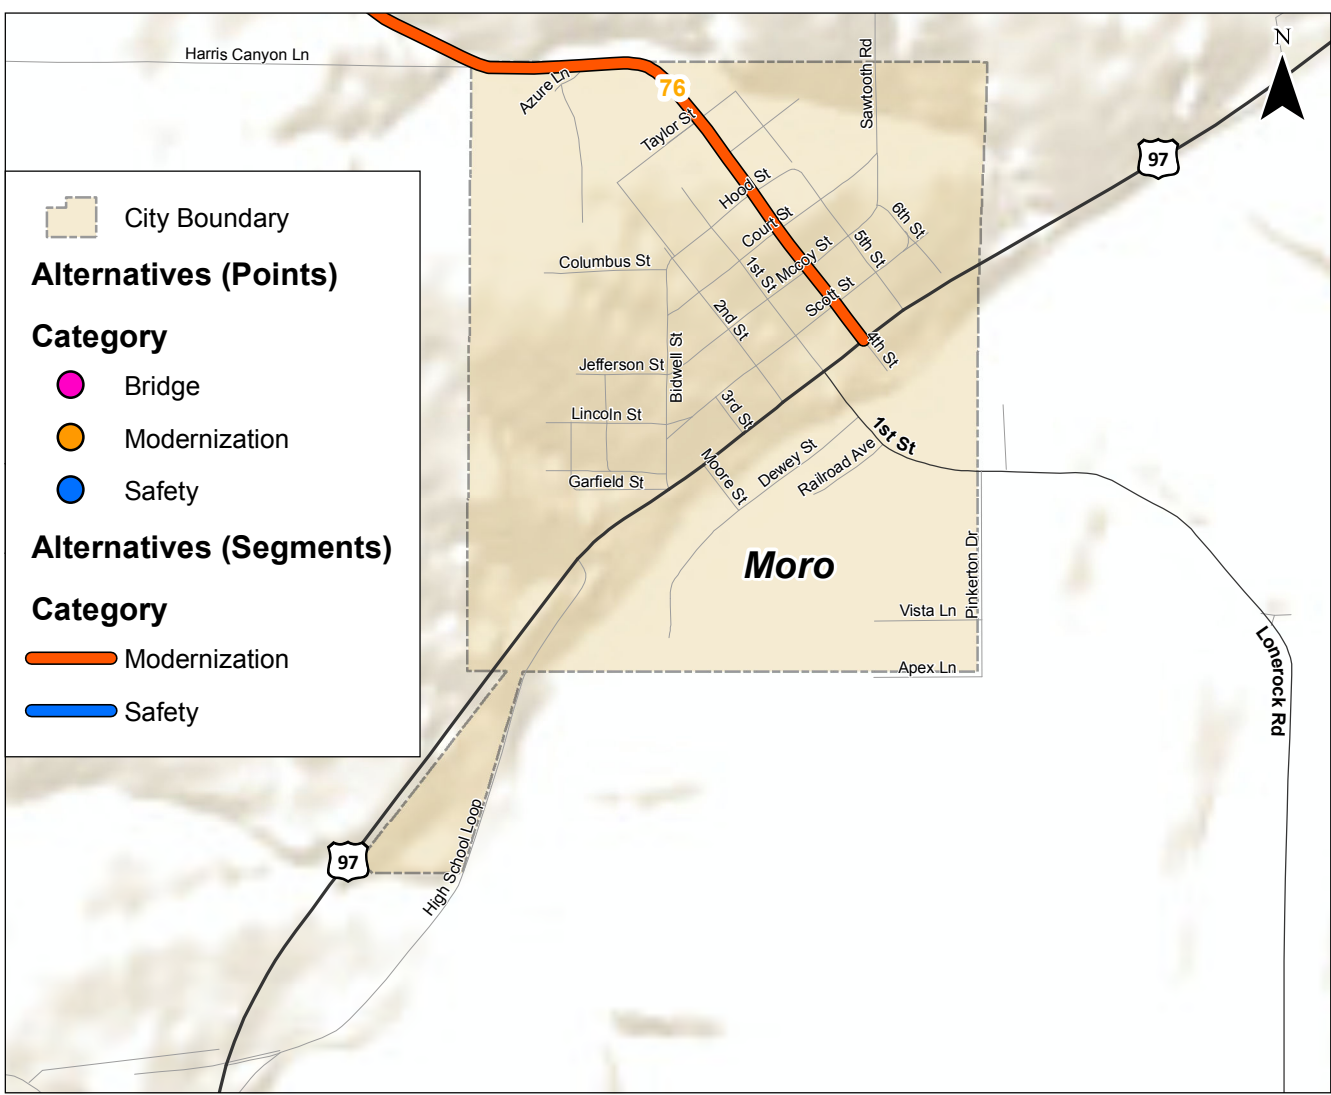 Harris Canyon Ln
Azure Ln
76
Taylor St
Sawtooth Rd
N
97
Hood St
Court St
6th St
5th St
Mccoy St
1st St
Columbus St
Scott St
2nd St
4th St
Bidwell St
Jefferson St
3rd St
Lincoln St
1st St
Moore St
Dewey St
Railroad Ave
Garfield St
Moro
Pinkerton Dr
Vista Ln
Apex Ln
Lonerock Rd
High School Loop
97
City Boundary
Alternatives (Points)
Category
Bridge
Modernization
Safety
Alternatives (Segments)
Category
Modernization
Safety